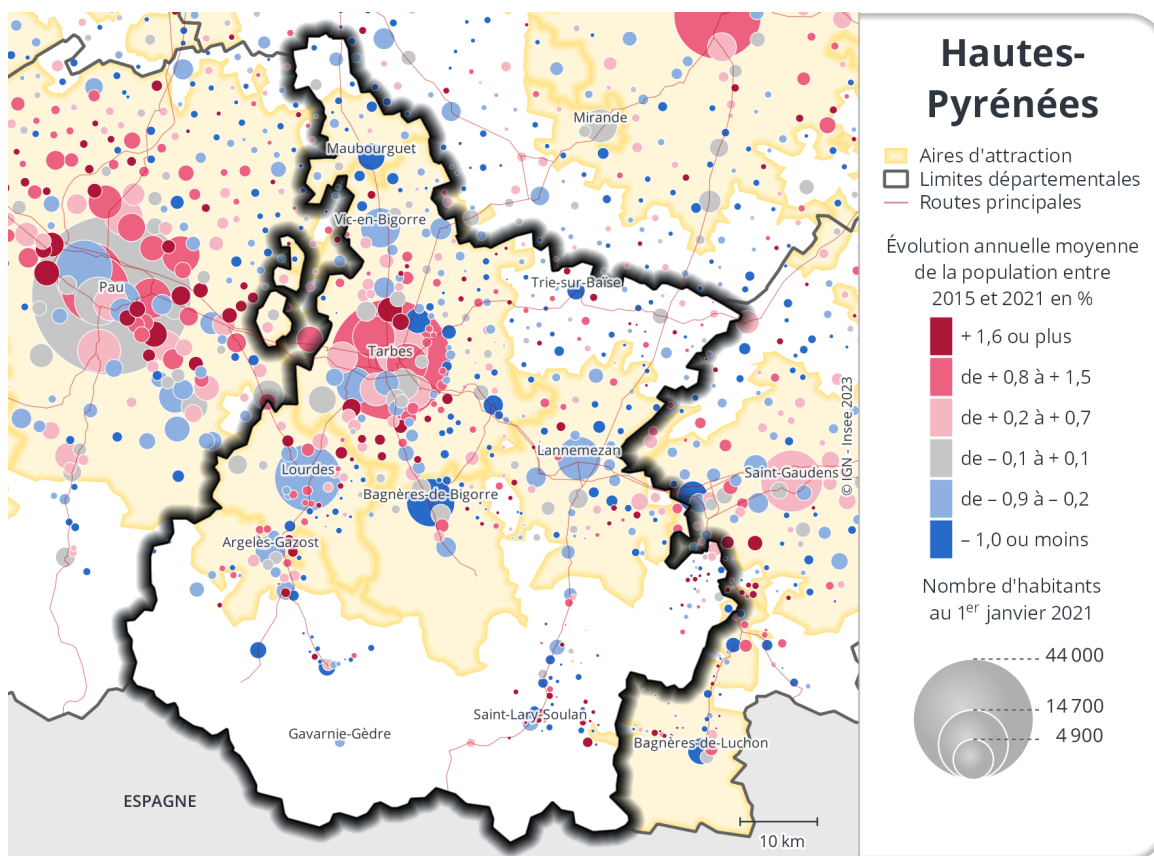 Mirande
Maubourguet
Vic-en-Bigorre
Trie-sur-Baïse
Pau
Tarbes
Lannemezan
Lourdes
Saint-Gaudens
Bagnères-de-Bigorre
Argelès-Gazost
Saint-Lary-Soulan
Gavarnie-Gèdre
Bagnères-de-Luchon
ESPAGNE
10 km
© IGN - Insee 2023
Hautes-
Pyrénées
Aires d'attraction
Limites départementales
Routes principales
Évolution annuelle moyenne
de la population entre
2015 et 2021 en %
+ 1,6 ou plus
de + 0,8 à + 1,5
de + 0,2 à + 0,7
de – 0,1 à + 0,1
de – 0,9 à – 0,2
– 1,0 ou moins
Nombre d'habitants
au 1er janvier 2021
44 000
14 700
4 900